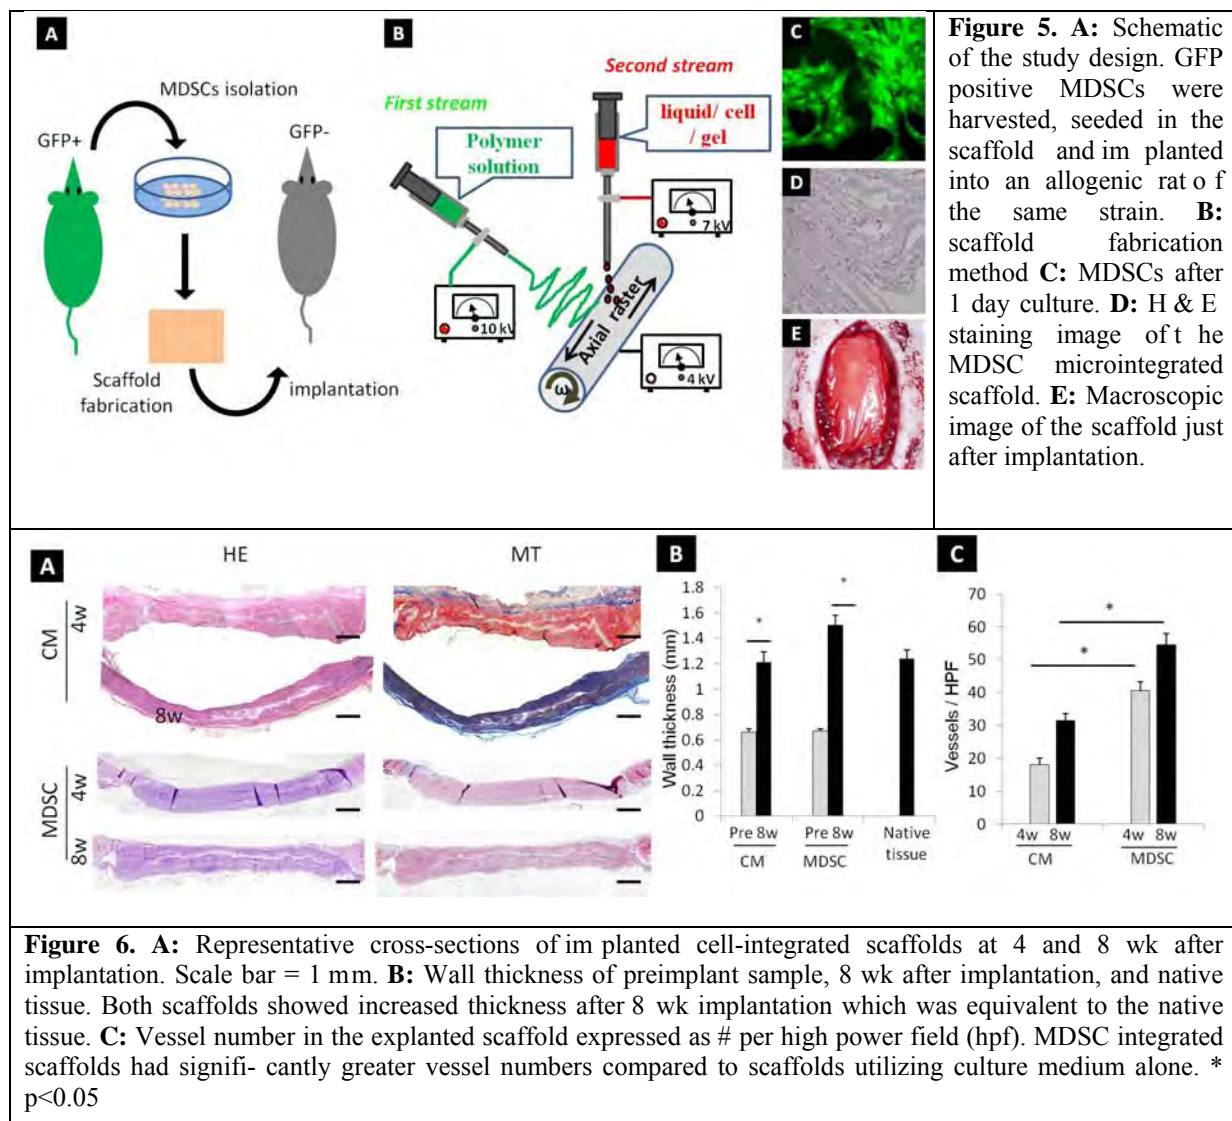 A
MDSCs isolation
GFP+
GFP-
Scaffold
fabrication
implantation
B
First stream
Second stream
Polymer
solution
liquid/ cell
/ gel
7 kV
10 kV
4 kV
Axial raster
ω
C
D
E
Figure 5. A: Schematic
of the study design. GFP
positive MDSCs were
harvested, seeded in the
scaffold and im planted
into an allogenic rat o f
the same strain. B:
scaffold fabrication
method C: MDSCs after
1 day culture. D: H & E
staining image of t he
MDSC microintegrated
scaffold. E: Macroscopic
image of the scaffold just
after implantation.
A
HE
MT
CM
4w
8w
MDSC
4w
8w
B
Wall thickness (mm)
1.8
1.6
1.4
1.2
1
0.8
0.6
0.4
0.2
0
*
*
Pre 8w
CM
Pre 8w
MDSC
Native
tissue
C
Vessels / HPF
70
60
50
40
30
20
10
0
*
*
4w 8w
CM
4w 8w
MDSC
Figure 6. A: Representative cross-sections of im planted cell-integrated scaffolds at 4 and 8 wk after
implantation. Scale bar = 1 mm. B: Wall thickness of preimplant sample, 8 wk after implantation, and native
tissue. Both scaffolds showed increased thickness after 8 wk implantation which was equivalent to the native
tissue. C: Vessel number in the explanted scaffold expressed as # per high power field (hpf). MDSC integrated
scaffolds had signifi- cantly greater vessel numbers compared to scaffolds utilizing culture medium alone. *
p<0.05